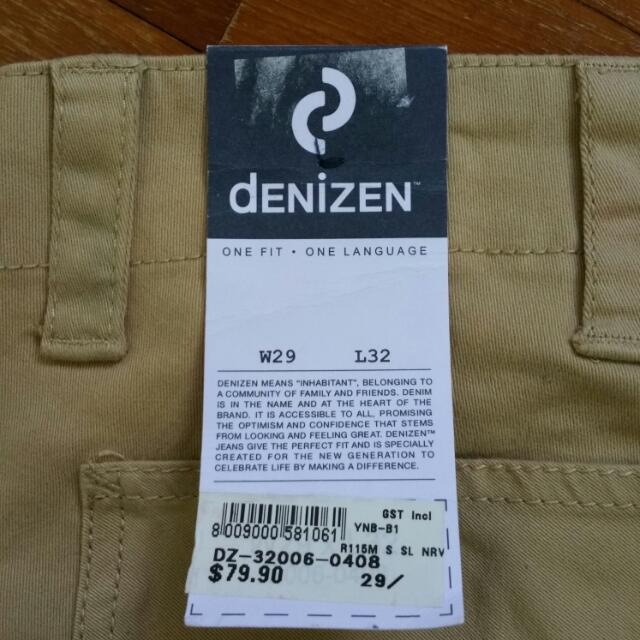 dENiZEN™
ONE FIT • ONE LANGUAGE
W29 L32
DENIZEN MEANS "INHABITANT", BELONGING TO
A COMMUNITY OF FAMILY AND FRIENDS. DENIM
IS IN THE NAME AND AT THE HEART OF THE
BRAND. IT IS ACCESSIBLE TO ALL, PROMISING
THE OPTIMISM AND CONFIDENCE THAT STEMS
FROM LOOKING AND FEELING GREAT. DENIZEN™
JEANS GIVE THE PERFECT FIT AND IS SPECIALLY
CREATED FOR THE NEW GENERATION TO
CELEBRATE LIFE BY MAKING A DIFFERENCE.
GST Incl
YNB-B1
8 009000 581061
R115M S SL NRV
DZ-32006-0408
$79.90 29/